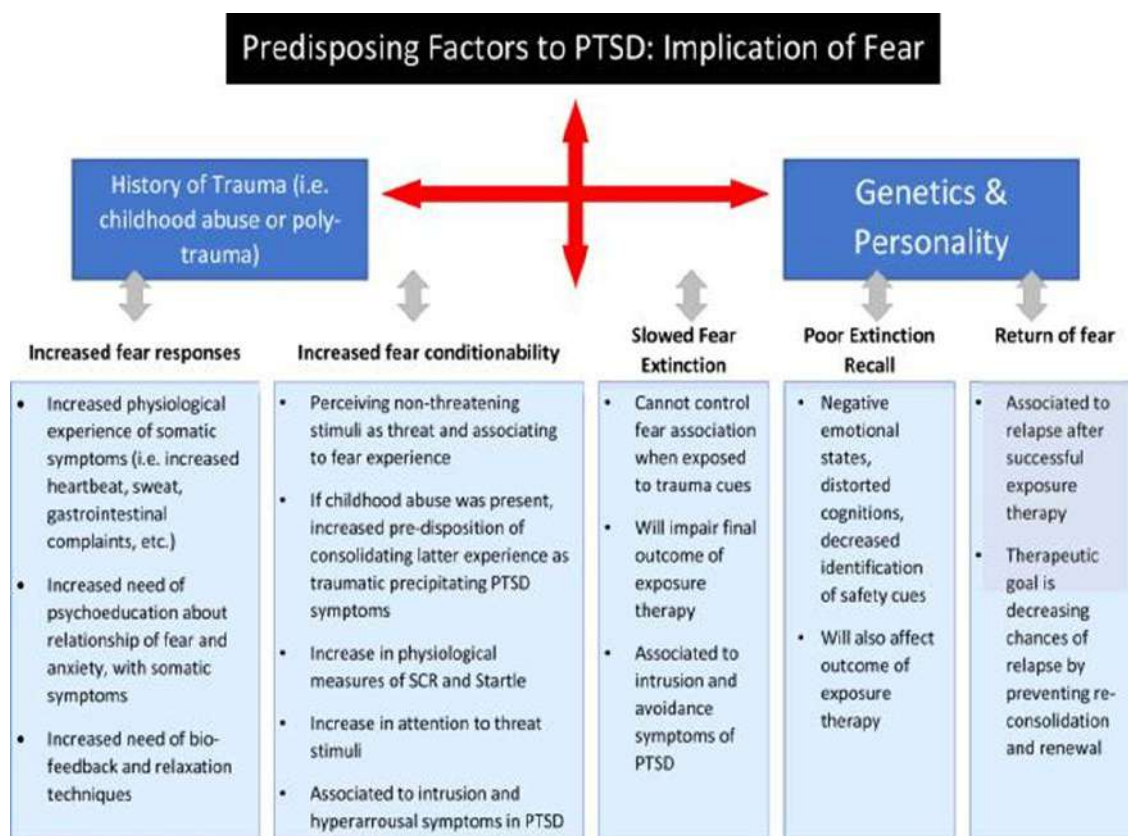 Predisposing Factors to PTSD: Implication of Fear
History of Trauma (i.e.
childhood abuse or poly-
trauma)
Genetics &
Personality
Increased fear responses
• Increased physiological
experience of somatic
symptoms (i.e. increased
heartbeat, sweat,
gastrointestinal
complaints, etc.)
• Increased need of
psychoeducation about
relationship of fear and
anxiety, with somatic
symptoms
• Increased need of bio-
feedback and relaxation
techniques
Increased fear conditionability
• Perceiving non-threatening
stimuli as threat and associating
to fear experience
• If childhood abuse was present,
increased pre-disposition of
consolidating latter experience as
traumatic precipitating PTSD
symptoms
• Increase in physiological
measures of SCR and Startle
• Increase in attention to threat
stimuli
• Associated to intrusion and
hyperarrousal symptoms in PTSD
Slowed Fear
Extinction
• Cannot control
fear association
when exposed
to trauma cues
• Will impair final
outcome of
exposure
therapy
• Associated to
intrusion and
avoidance
symptoms of
PTSD
Poor Extinction
Recall
• Negative
emotional
states,
distorted
cognitions,
decreased
identification
of safety cues
• Will also affect
outcome of
exposure
therapy
Return of fear
• Associated to
relapse after
successful
exposure
therapy
• Therapeutic
goal is
decreasing
chances of
relapse by
preventing re-
consolidation
and renewal